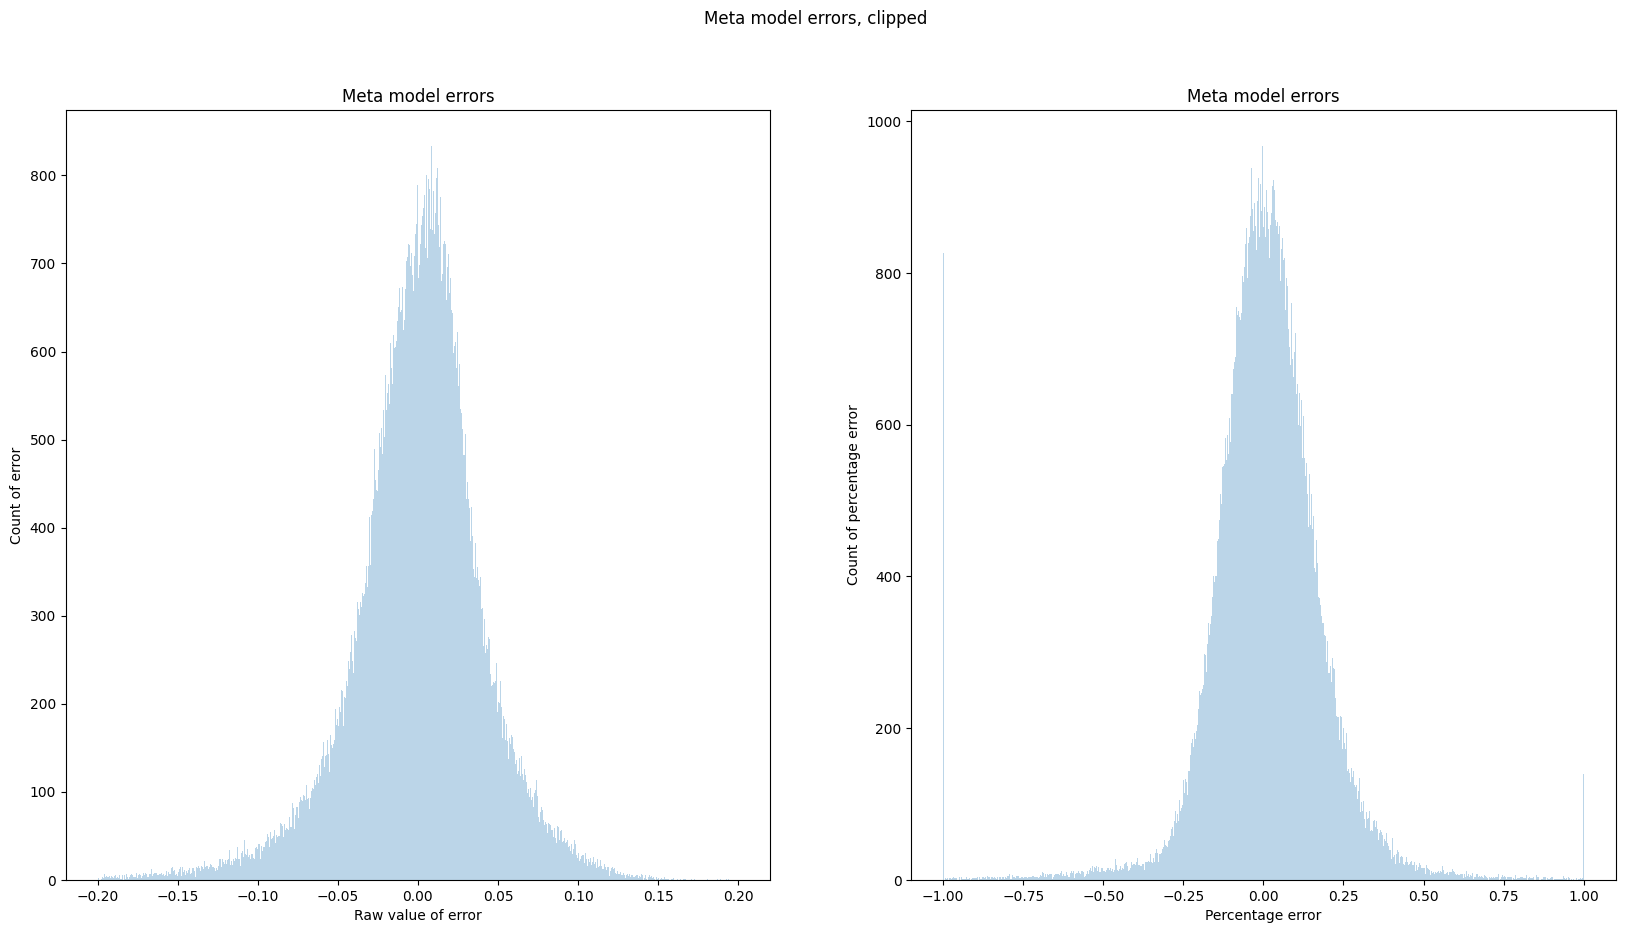 Meta model errors, clipped
Meta model errors
Count of error
800
700
600
500
400
300
200
100
0
−0.20 −0.15 −0.10 −0.05 0.00 0.05 0.10 0.15 0.20
Raw value of error
Meta model errors
Count of percentage error
1000
800
600
400
200
0
−1.00 −0.75 −0.50 −0.25 0.00 0.25 0.50 0.75 1.00
Percentage error